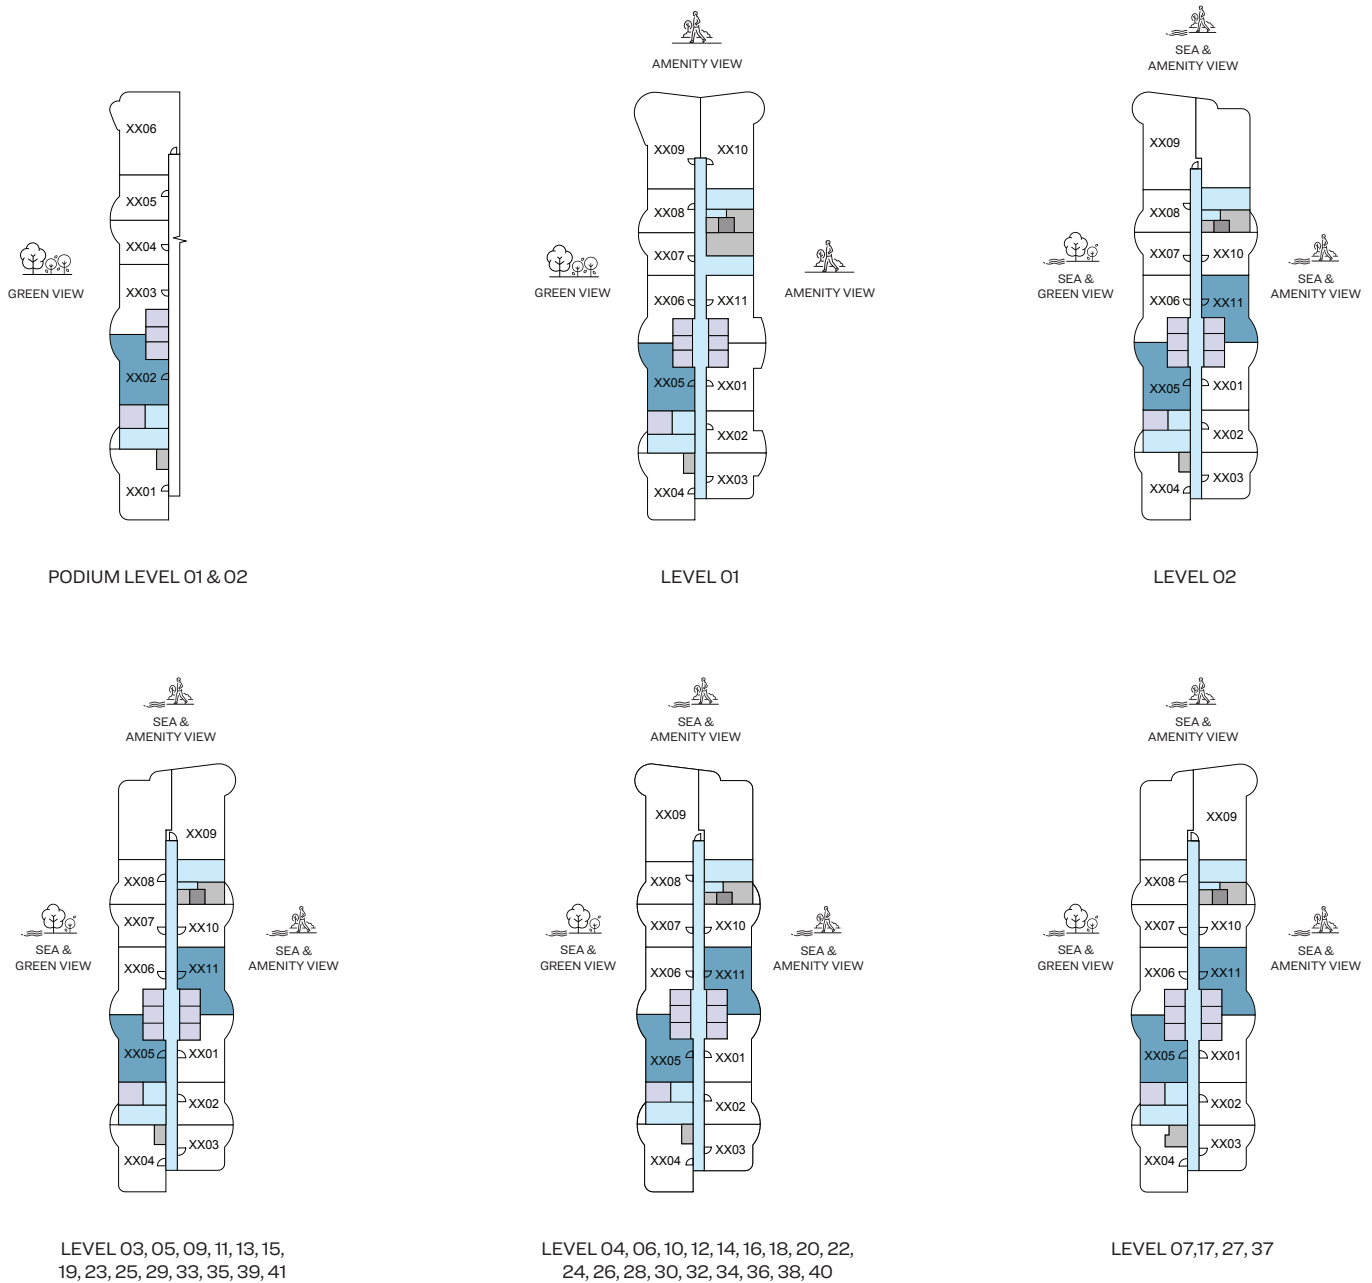 XX06
XX05
XX04
GREEN VIEW
XX03
XX02
XX01
PODIUM LEVEL 01 & 02
AMENITY VIEW
XX09
XX10
XX08
XX07
GREEN VIEW
AMENITY VIEW
XX06
XX11
XX05
XX01
XX02
XX03
XX04
LEVEL 01
SEA &
AMENITY VIEW
XX09
XX08
XX07
XX10
SEA &
GREEN VIEW
SEA &
AMENITY VIEW
XX06
XX11
XX05
XX01
XX02
XX03
XX04
LEVEL 02
SEA &
AMENITY VIEW
XX09
XX08
XX07
XX10
SEA &
GREEN VIEW
SEA &
AMENITY VIEW
XX06
XX11
XX05
XX01
XX02
XX03
XX04
LEVEL 03, 05, 09, 11, 13, 15,
19, 23, 25, 29, 33, 35, 39, 41
SEA &
AMENITY VIEW
XX09
XX08
XX07
XX10
SEA &
GREEN VIEW
SEA &
AMENITY VIEW
XX06
XX11
XX05
XX01
XX02
XX03
XX04
LEVEL 04, 06, 10, 12, 14, 16, 18, 20, 22,
24, 26, 28, 30, 32, 34, 36, 38, 40
SEA &
AMENITY VIEW
XX09
XX08
XX07
XX10
SEA &
GREEN VIEW
SEA &
AMENITY VIEW
XX06
XX11
XX05
XX01
XX02
XX03
XX04
LEVEL 07,17, 27, 37